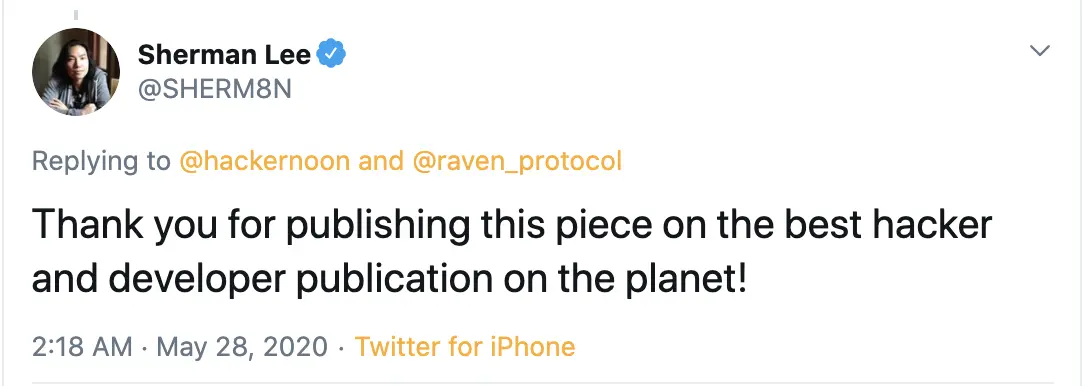 Sherman Lee
@SHERM8N
Replying to @hackernoon and @raven_protocol
Thank you for publishing this piece on the best hacker
and developer publication on the planet!
2:18 AM · May 28, 2020 · Twitter for iPhone